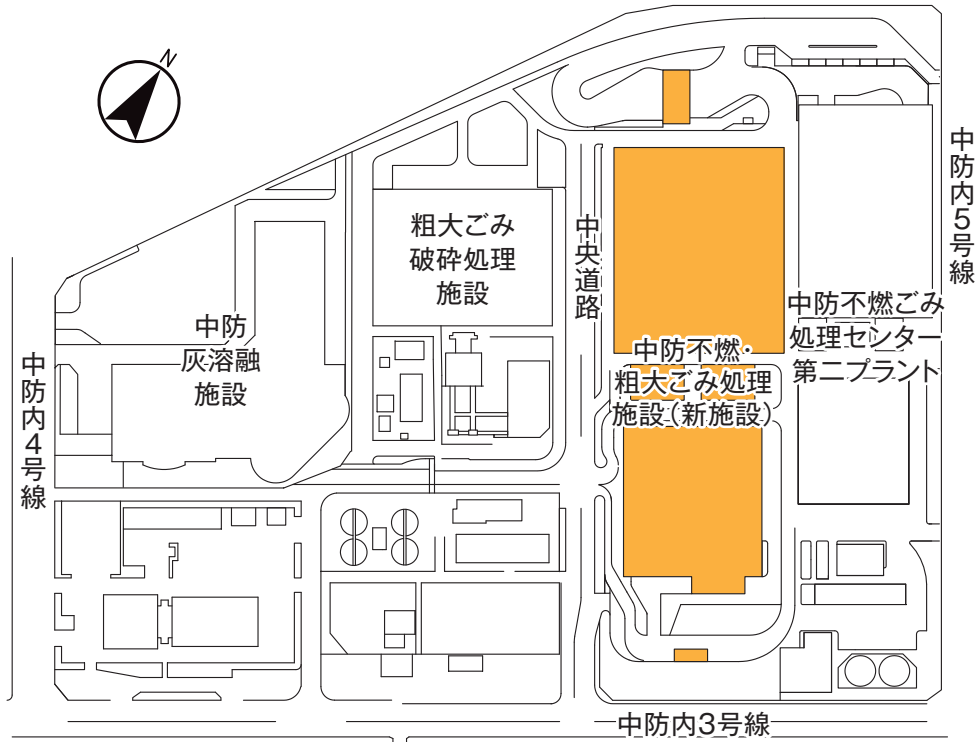 N
粗大ごみ
破砕処理
施設
中央道路
中防内5号線
中防
灰溶融
施設
中防不燃・
粗大ごみ処理
施設(新施設)
中防不燃ごみ
処理センター
第二プラント
中防内4号線
中防内3号線